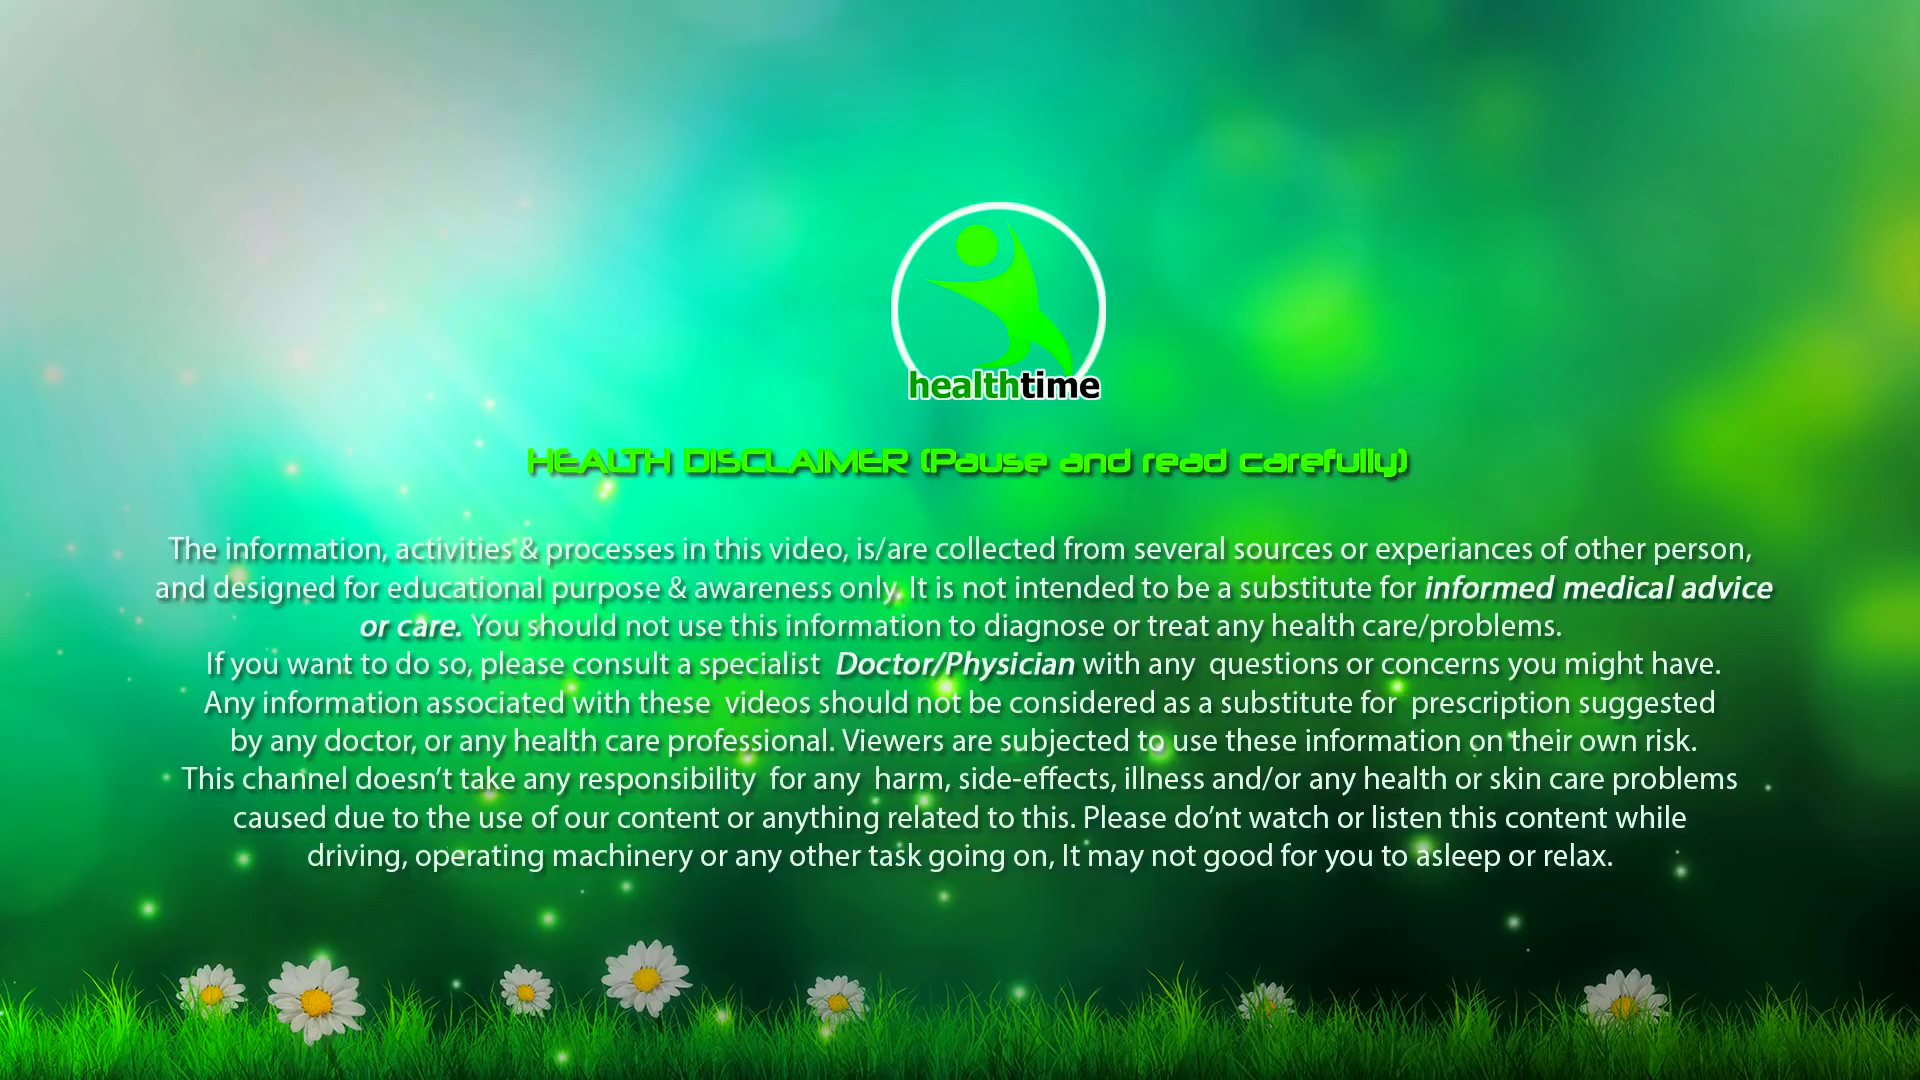 healthtime
HEALTH DISCLAIMER (Pause and read carefully)
The information, activities & processes in this video, is/are collected from several sources or experiances of other person,
and designed for educational purpose & awareness only. It is not intended to be a substitute for informed medical advice
or care. You should not use this information to diagnose or treat any health care/problems.
If you want to do so, please consult a specialist Doctor/Physician with any questions or concerns you might have.
Any information associated with these videos should not be considered as a substitute for prescription suggested
by any doctor, or any health care professional. Viewers are subjected to use these information on their own risk.
This channel doesn’t take any responsibility for any harm, side-effects, illness and/or any health or skin care problems
caused due to the use of our content or anything related to this. Please do’nt watch or listen this content while
driving, operating machinery or any other task going on, It may not good for you to asleep or relax.